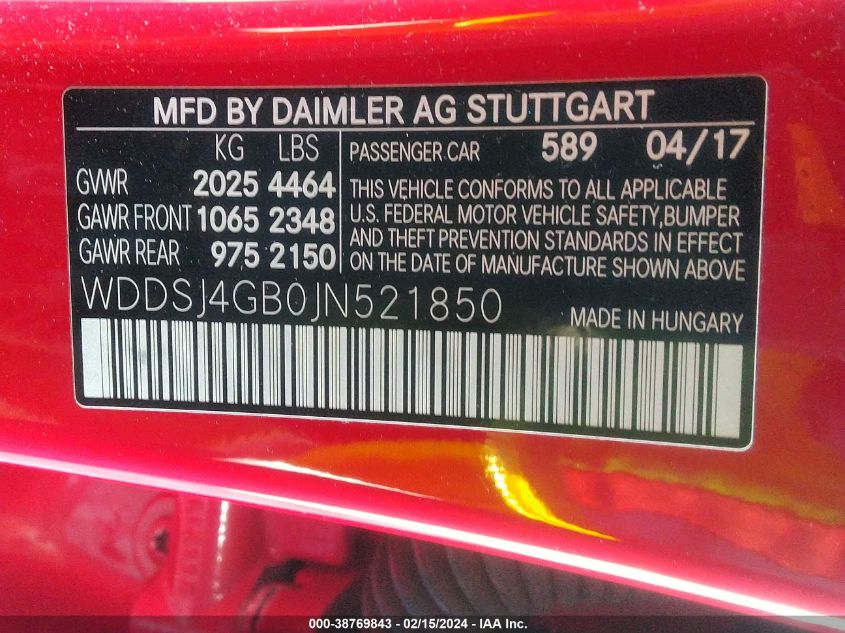 MFD BY DAIMLER AG STUTTGART
KG LBS
GVWR 2025 4464
GAWR FRONT 1065 2348
GAWR REAR 975 2150
PASSENGER CAR 589 04/17
THIS VEHICLE CONFORMS TO ALL APPLICABLE
U.S. FEDERAL MOTOR VEHICLE SAFETY,BUMPER
AND THEFT PREVENTION STANDARDS IN EFFECT
ON THE DATE OF MANUFACTURE SHOWN ABOVE
WDDSJ4GB0JN521850
MADE IN HUNGARY
000-38769843 - 02/15/2024 - IAA Inc.